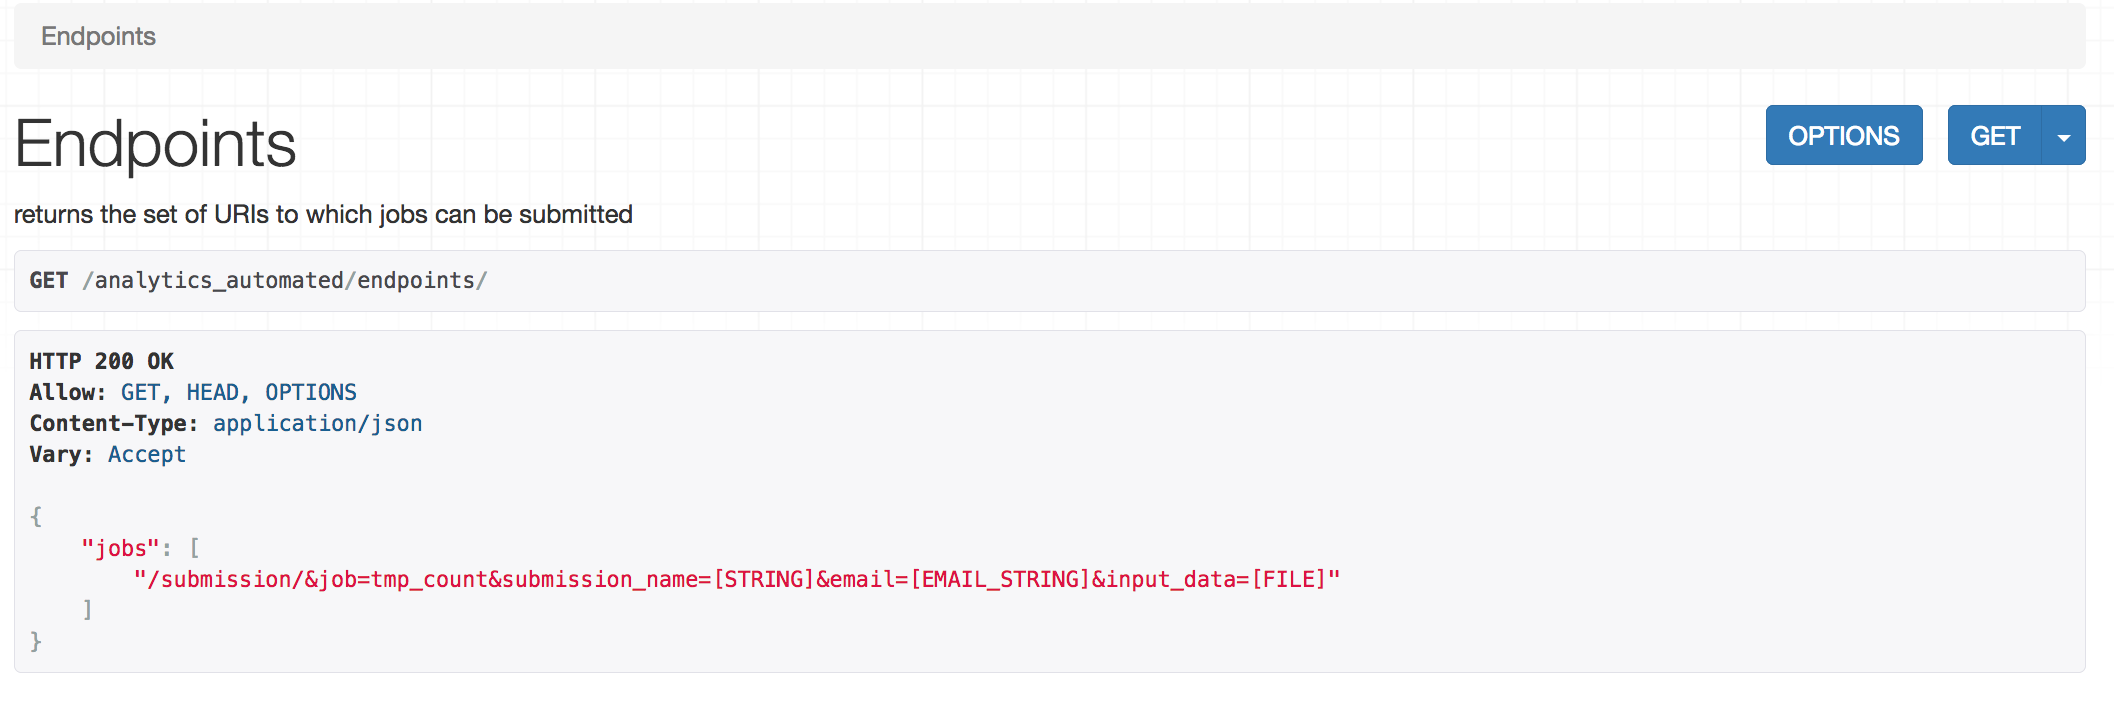 Endpoints
Endpoints
OPTIONS
GET
returns the set of URIs to which jobs can be submitted
GET /analytics_automated/endpoints/
HTTP 200 OK
Allow: GET, HEAD, OPTIONS
Content-Type: application/json
Vary: Accept
{
    "jobs": [
        "/submission/&job=tmp_count&submission_name=[STRING]&email=[EMAIL_STRING]&input_data=[FILE]"
    ]
}